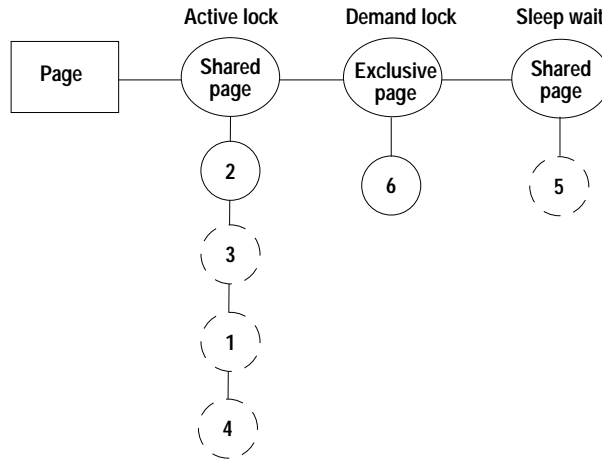 Active lock
Demand lock
Sleep wait
Page
Shared
page
Exclusive
page
Shared
page
2
6
5
3
1
4